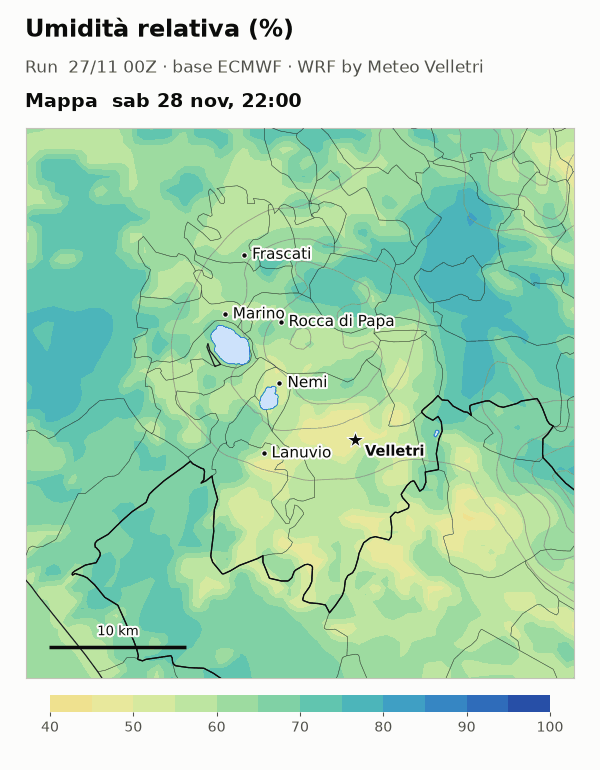 Umidità relativa (%)
Run  27/11 00Z · base ECMWF · WRF by Meteo Velletri
Mappa  sab 28 nov, 22:00
Frascati
Marino
Rocca di Papa
Nemi
Velletri
Lanuvio
10 km
40 50 60 70 80 90 100